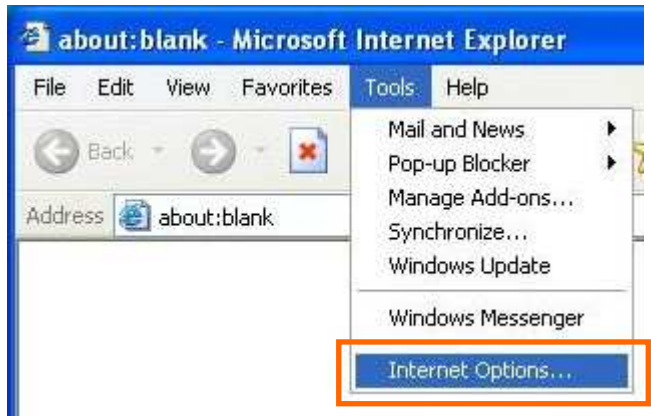 about:blank - Microsoft Internet Explorer
File Edit View Favorites Tools Help
Back
Address about:blank
Mail and News
Pop-up Blocker
Manage Add-ons...
Synchronize...
Windows Update
Windows Messenger
Internet Options...